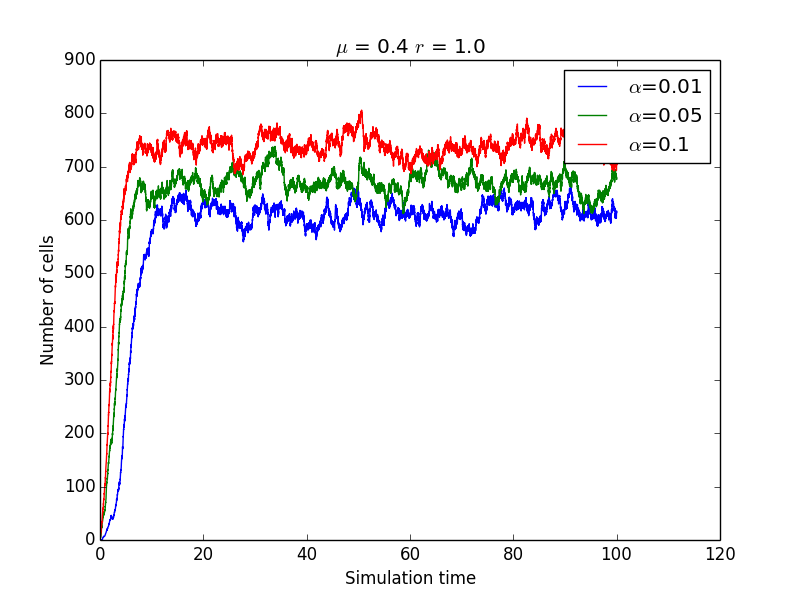 μ = 0.4 r = 1.0
900
800
700
600
500
400
300
200
100
0
Number of cells
α=0.01
α=0.05
α=0.1
0 20 40 60 80 100 120
Simulation time